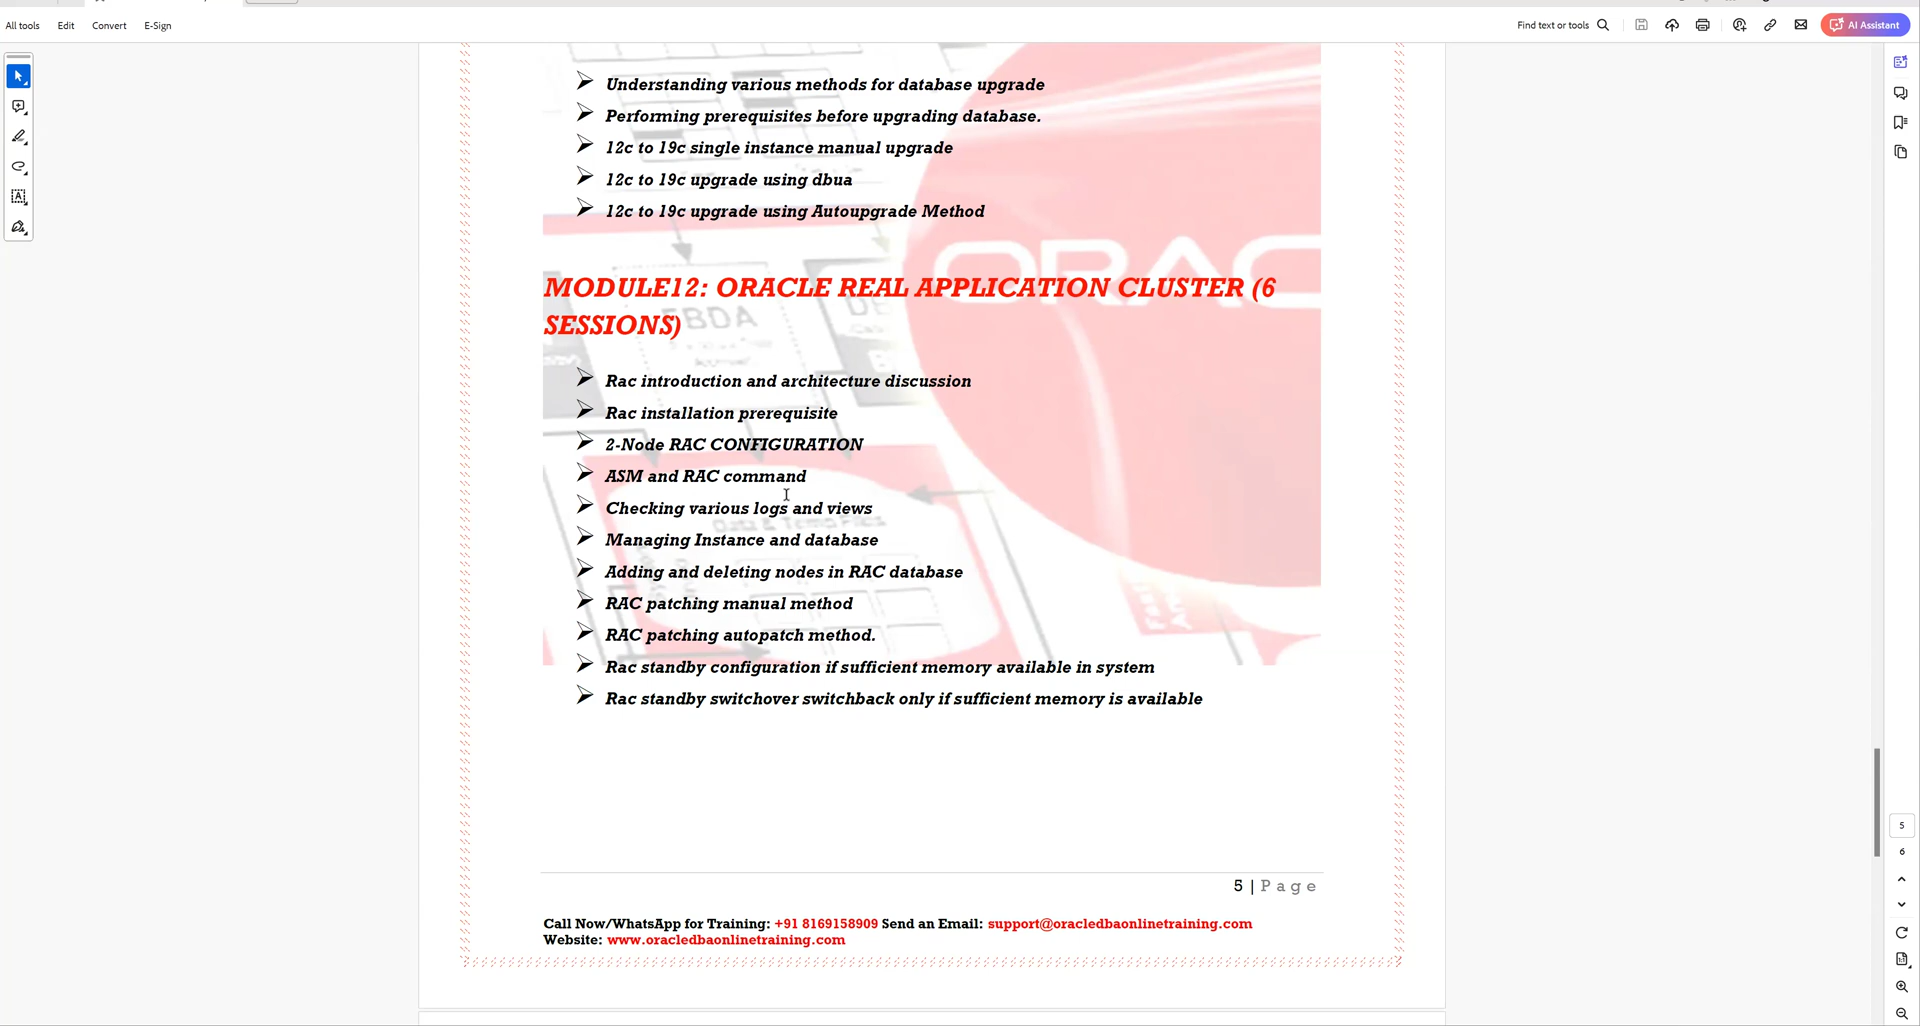 All tools Edit Convert E-Sign Find text or tools AI Assistant
Understanding various methods for database upgrade
Performing prerequisites before upgrading database.
12c to 19c single instance manual upgrade
12c to 19c upgrade using dbua
12c to 19c upgrade using Autoupgrade Method
ORAC
MODULE12: ORACLE REAL APPLICATION CLUSTER (6
SESSIONS)
FBDA
Rac introduction and architecture discussion
Rac installation prerequisite
2-Node RAC CONFIGURATION
ASM and RAC command
Checking various logs and views
Data & Temp Files
Managing Instance and database
Adding and deleting nodes in RAC database
RAC patching manual method
RAC patching autopatch method.
Rac standby configuration if sufficient memory available in system
Rac standby switchover switchback only if sufficient memory is available
5
6
5 | Page
Call Now/WhatsApp for Training: +91 8169158909 Send an Email: support@oracledbaonlinetraining.com
Website: www.oracledbaonlinetraining.com